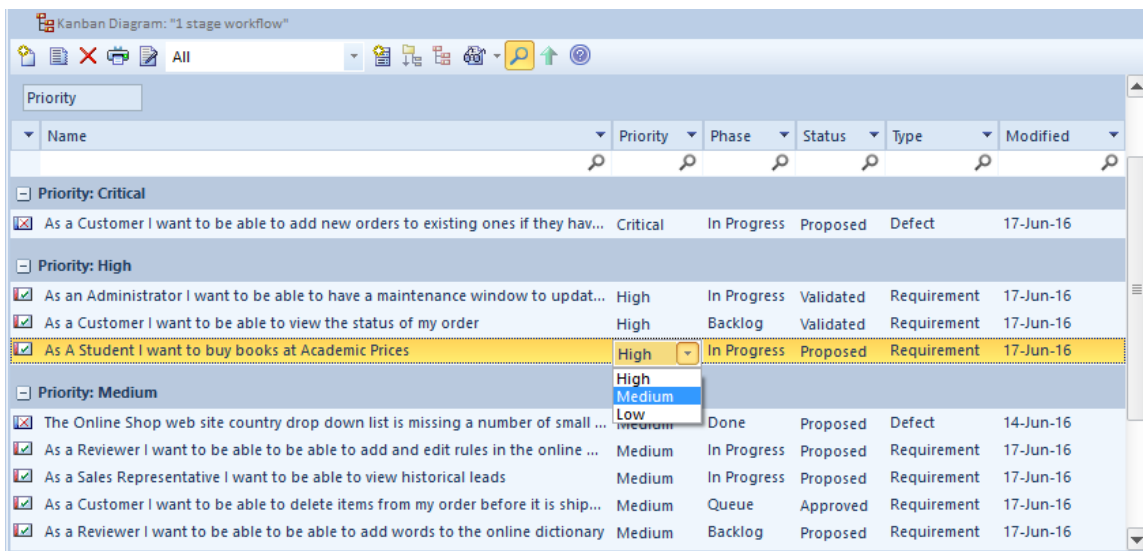 Kanban Diagram: "1 stage workflow"
All
Priority
Name Priority Phase Status Type Modified
Priority: Critical
As a Customer I want to be able to add new orders to existing ones if they hav... Critical In Progress Proposed Defect 17-Jun-16
Priority: High
As an Administrator I want to be able to have a maintenance window to updat... High In Progress Validated Requirement 17-Jun-16
As a Customer I want to be able to view the status of my order High Backlog Validated Requirement 17-Jun-16
As A Student I want to buy books at Academic Prices High In Progress Proposed Requirement 17-Jun-16
High
Priority: Medium
Medium
Low
The Online Shop web site country drop down list is missing a number of small ... Medium Done Proposed Defect 14-Jun-16
As a Reviewer I want to be able to be able to add and edit rules in the online ... Medium In Progress Proposed Requirement 17-Jun-16
As a Sales Representative I want to be able to view historical leads Medium In Progress Proposed Requirement 17-Jun-16
As a Customer I want to be able to delete items from my order before it is ship... Medium Queue Approved Requirement 17-Jun-16
As a Reviewer I want to be able to be able to add words to the online dictionary Medium Backlog Proposed Requirement 17-Jun-16